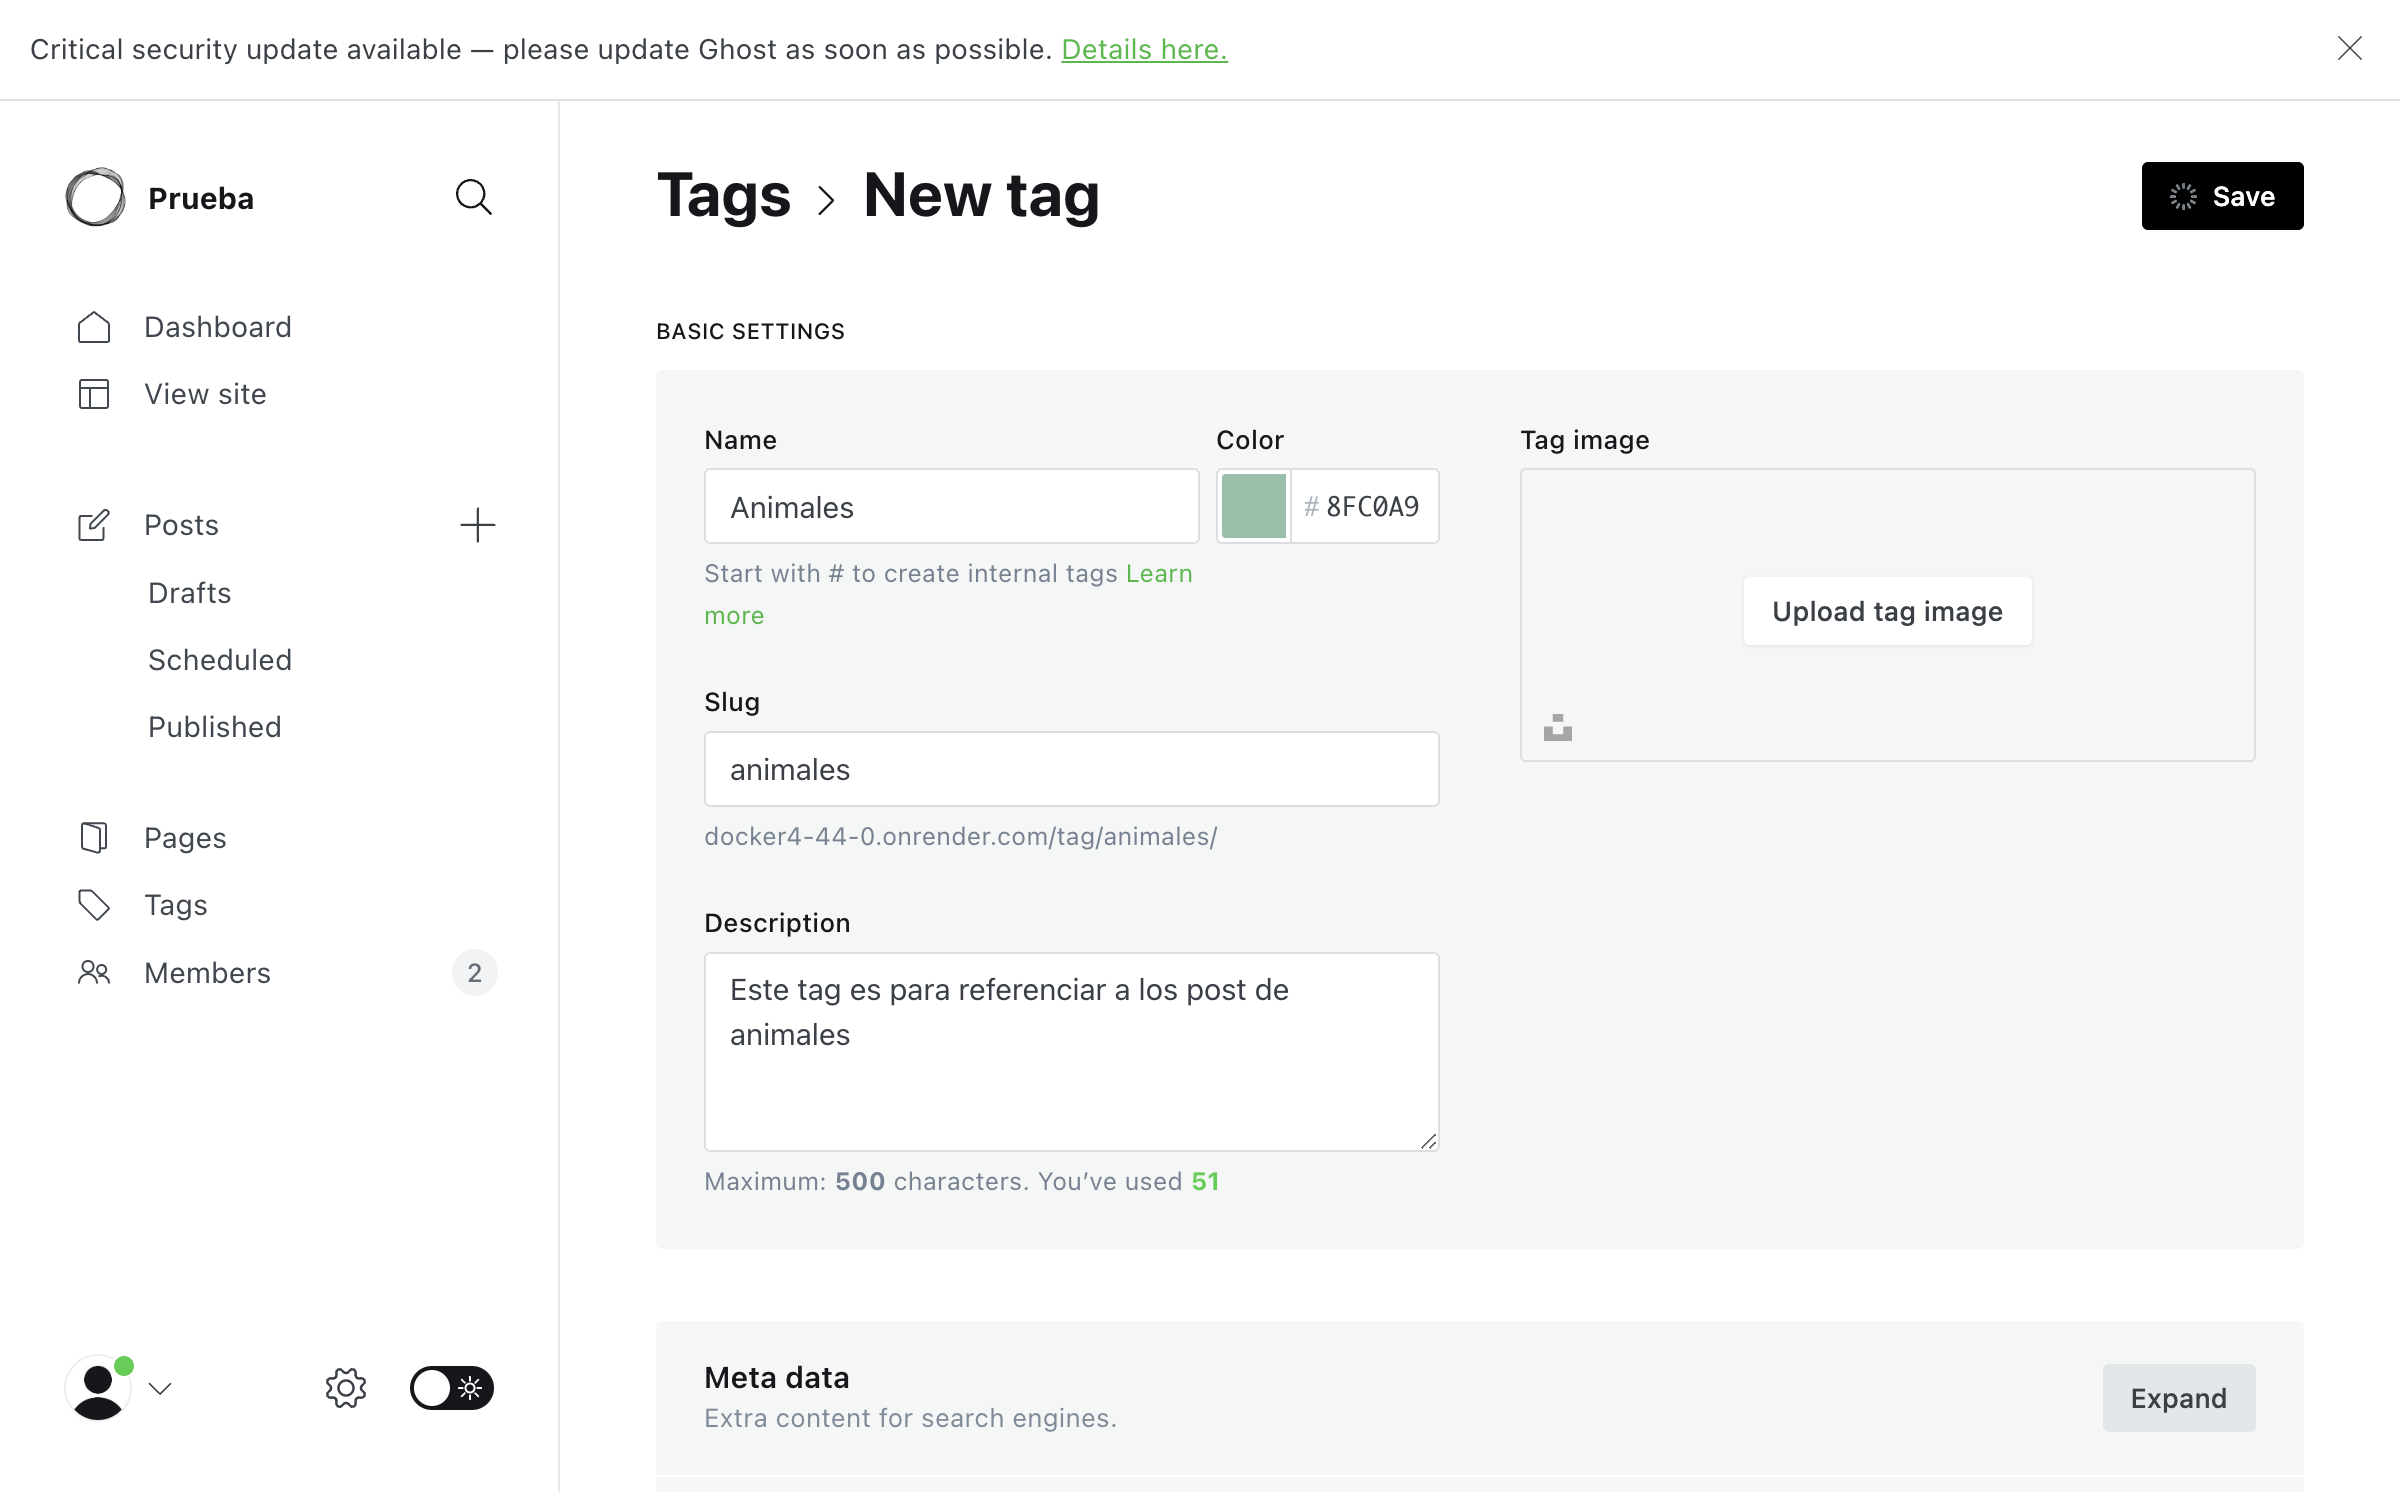 Critical security update available — please update Ghost as soon as possible. Details here.
Prueba
Dashboard
View site
Posts
Drafts
Scheduled
Published
Pages
Tags
Members
2
Tags
New tag
Save
BASIC SETTINGS
Name
Animales
Start with # to create internal tags Learn
more
Color
# 8FC0A9
Slug
animales
docker4-44-0.onrender.com/tag/animales/
Description
Este tag es para referenciar a los post de
animales
Maximum: 500 characters. You’ve used 51
Tag image
Upload tag image
Meta data
Extra content for search engines.
Expand